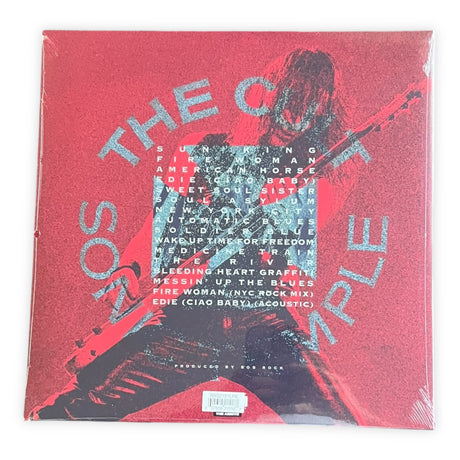 THE CULT
SONIC TEMPLE
SUN KING
FIRE WOMAN
AMERICAN HORSE
EDIE (CIAO BABY)
SWEET SOUL SISTER
SOUL ASYLUM
NEW YORK CITY
AUTOMATIC BLUES
SOLDIER BLUE
WAKE UP TIME FOR FREEDOM
MEDICINE TRAIN
THE RIVER
BLEEDING HEART GRAFFITI
MESSIN' UP THE BLUES
FIRE WOMAN (NYC ROCK MIX)
EDIE (CIAO BABY) (ACOUSTIC)
PRODUCED BY BOB ROCK